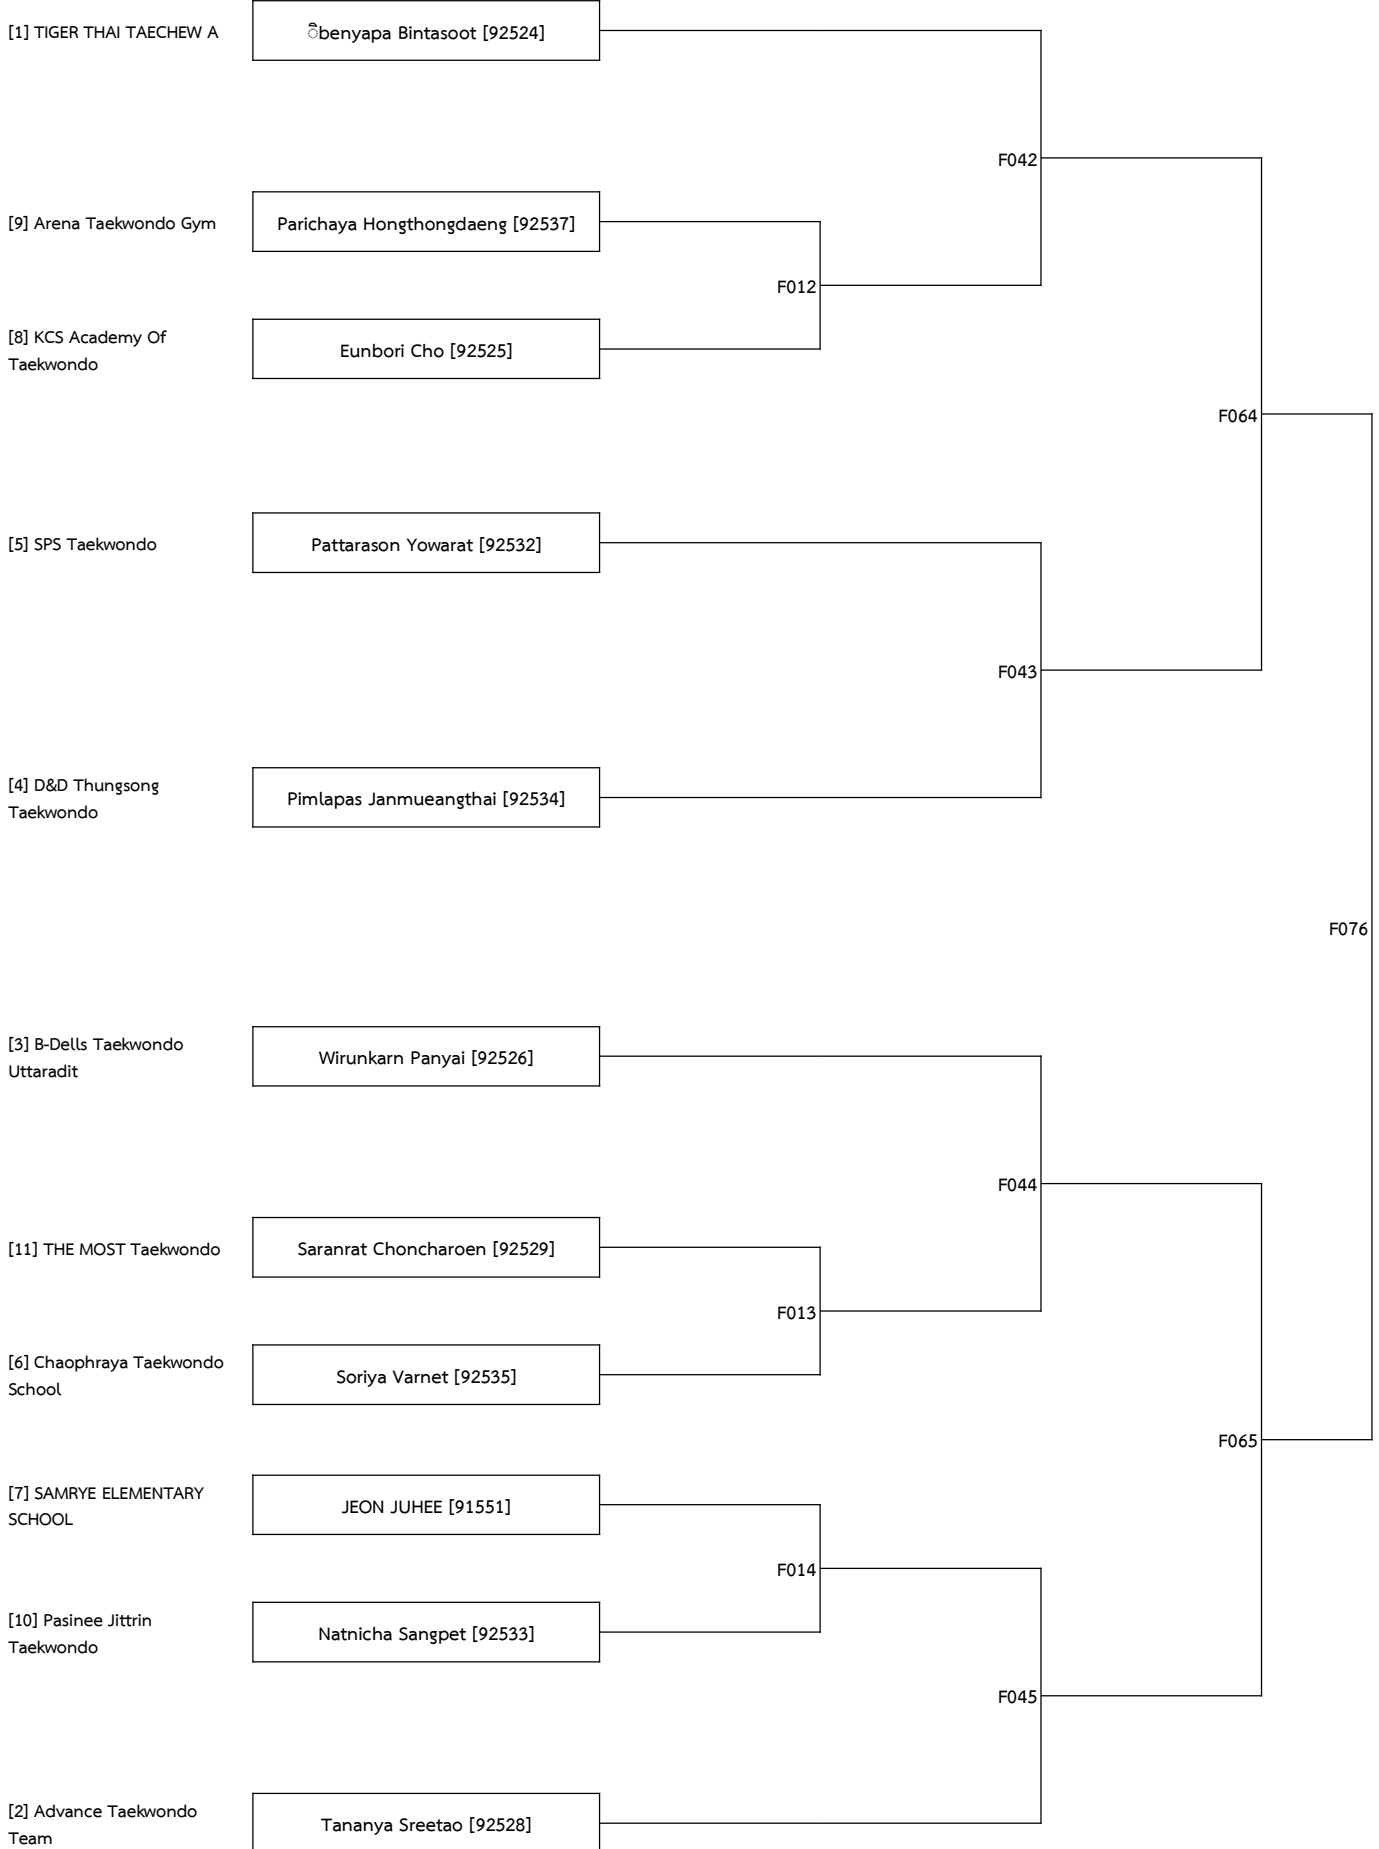 [1] TIGER THAI TAECHEW A
ิbenyapa Bintasoot [92524]
F042
[9] Arena Taekwondo Gym
Parichaya Hongthongdaeng [92537]
F012
[8] KCS Academy Of
Taekwondo
Eunbori Cho [92525]
F064
[5] SPS Taekwondo
Pattarason Yowarat [92532]
F043
[4] D&D Thungsong
Taekwondo
Pimlapas Janmueangthai [92534]
F076
[3] B-Dells Taekwondo
Uttaradit
Wirunkarn Panyai [92526]
F044
[11] THE MOST Taekwondo
Saranrat Choncharoen [92529]
F013
[6] Chaophraya Taekwondo
School
Soriya Varnet [92535]
F065
[7] SAMRYE ELEMENTARY
SCHOOL
JEON JUHEE [91551]
F014
[10] Pasinee Jittrin
Taekwondo
Natnicha Sangpet [92533]
F045
[2] Advance Taekwondo
Team
Tananya Sreetao [92528]